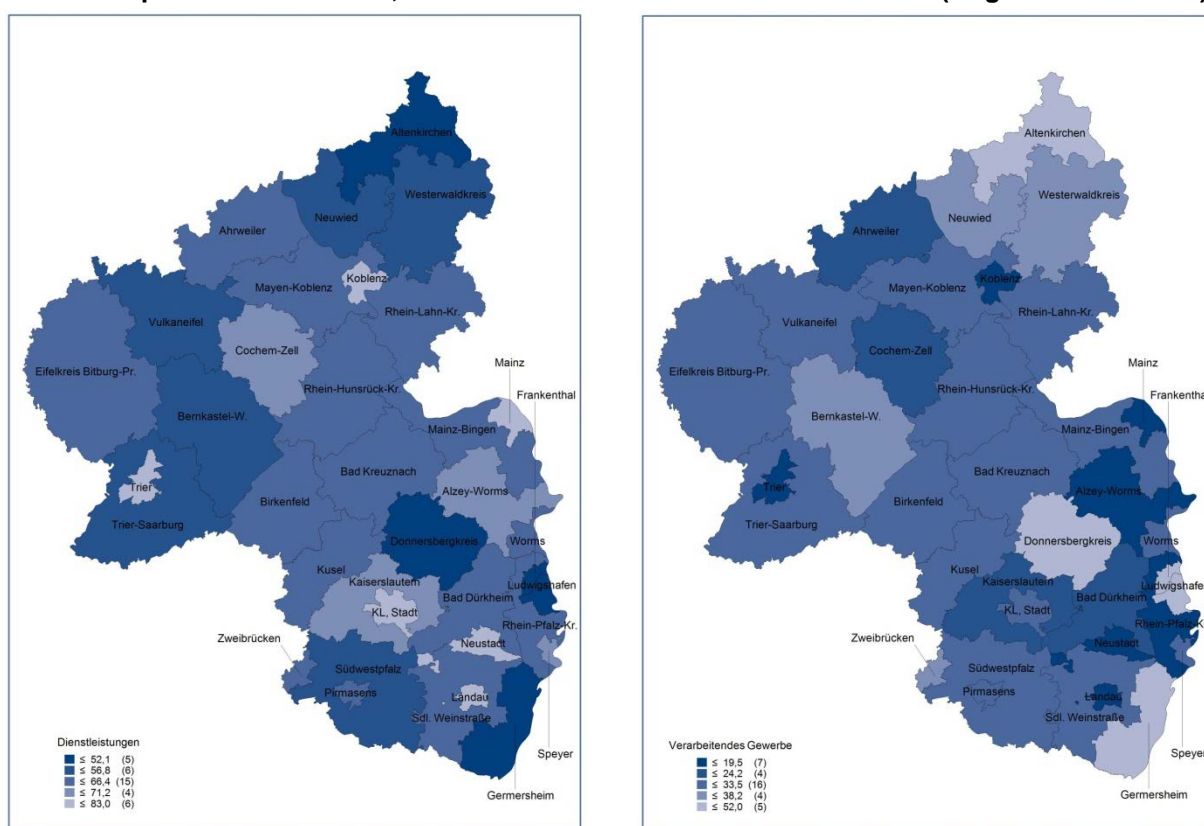 Altenkirchen
Westerwaldkreis
Neuwied
Ahrweiler
Koblenz
Mayen-Koblenz
Rhein-Lahn-Kr.
Vulkaneifel
Cochem-Zell
Eifelkreis Bitburg-Pr.
Mainz
Rhein-Hunsrück-Kr.
Frankenthal
Bernkastel-W.
Mainz-Bingen
Bad Kreuznach
Trier
Alzey-Worms
Birkenfeld
Trier-Saarburg
Donnersbergkreis
Worms
Kusel
Kaiserslautern
Ludwigshafen
KL, Stadt
Bad Dürkheim
Rhein-Pfalz-Kr.
Zweibrücken
Neustadt
Südwestpfalz
Pirmasens
Landau
Sdl. Weinstraße
Speyer
Germersheim
Dienstleistungen
≤ 52,1 (5)
≤ 56,8 (6)
≤ 66,4 (15)
≤ 71,2 (4)
≤ 83,0 (6)
Altenkirchen
Westerwaldkreis
Neuwied
Ahrweiler
Koblenz
Mayen-Koblenz
Rhein-Lahn-Kr.
Vulkaneifel
Cochem-Zell
Eifelkreis Bitburg-Pr.
Mainz
Rhein-Hunsrück-Kr.
Frankenthal
Bernkastel-W.
Mainz-Bingen
Bad Kreuznach
Trier
Alzey-Worms
Birkenfeld
Trier-Saarburg
Donnersbergkreis
Worms
Kusel
Kaiserslautern
Ludwigshafen
KL, Stadt
Bad Dürkheim
Rhein-Pfalz-Kr.
Zweibrücken
Neustadt
Südwestpfalz
Pirmasens
Landau
Sdl. Weinstraße
Speyer
Germersheim
Verarbeitendes Gewerbe
≤ 19,5 (7)
≤ 24,2 (4)
≤ 33,5 (16)
≤ 38,2 (4)
≤ 52,0 (5)